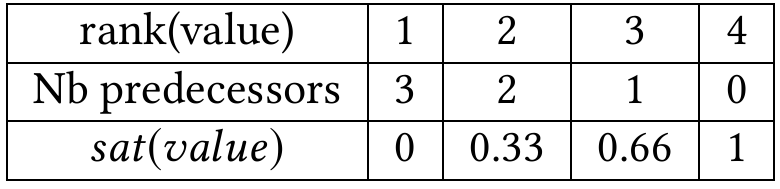 rank(value) 1 2 3 4
Nb predecessors 3 2 1 0
sat(value) 0 0.33 0.66 1